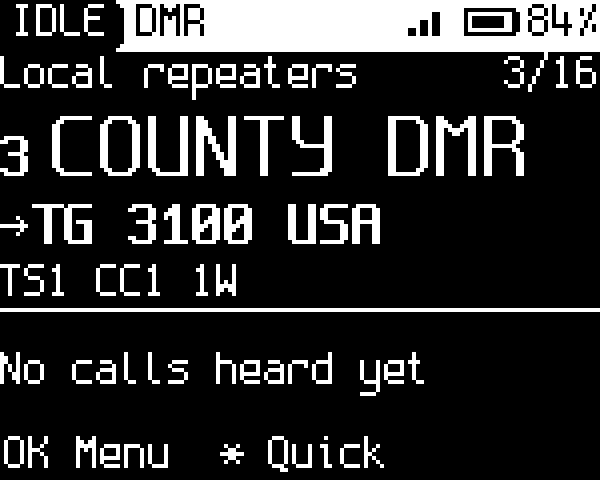 IDLE DMR 84%
Local repeaters 3/16
3 COUNTY DMR
→TG 3100 USA
TS1 CC1 1W
No calls heard yet
OK Menu * Quick